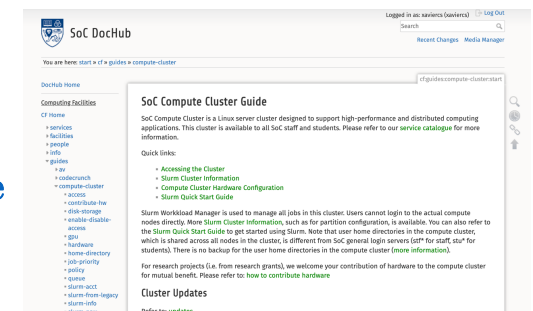 Logged in as: xaviercs (xaviercs) Log Out
SoC DocHub
Search
Recent Changes Media Manager
You are here: start » cf » guides » compute-cluster
cf:guides:compute-cluster:start
DocHub Home
Computing Facilities
CF Home
services
facilities
people
info
guides
av
codecrunch
compute-cluster
access
contribute-hw
disk-storage
enable-disable-
access
gpu
hardware
home-directory
job-priority
policy
queue
slurm-acct
slurm-from-legacy
slurm-info
SoC Compute Cluster Guide
SoC Compute Cluster is a Linux server cluster designed to support high-performance and distributed computing
applications. This cluster is available to all SoC staff and students. Please refer to our service catalogue for more
information.
Quick links:
Accessing the Cluster
Slurm Cluster Information
Compute Cluster Hardware Configuration
Slurm Quick Start Guide
Slurm Workkload Manager is used to manage all jobs in this cluster. Users cannot login to the actual compute
nodes directly. More Slurm Cluster Information, such as for partition configuration, is available. You can also refer to
the Slurm Quick Start Guide to get started using Slurm. Note that user home directories in the compute cluster,
which is shared across all nodes in the cluster, is different from SoC general login servers (stf* for staff, stu* for
students). There is no backup for the user home directories in the compute cluster (more information).
For research projects (i.e. from research grants), we welcome your contribution of hardware to the compute cluster
for mutual benefit. Please refer to: how to contribute hardware
Cluster Updates
Refer to: updates